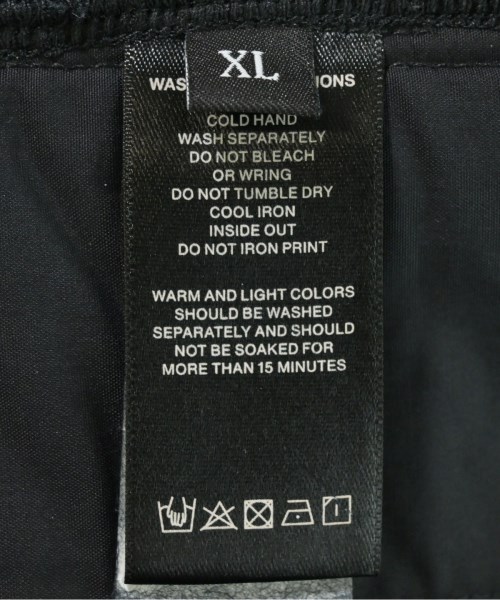 XL
WAS IONS
COLD HAND
WASH SEPARATELY
DO NOT BLEACH
OR WRING
DO NOT TUMBLE DRY
COOL IRON
INSIDE OUT
DO NOT IRON PRINT
WARM AND LIGHT COLORS
SHOULD BE WASHED
SEPARATELY AND SHOULD
NOT BE SOAKED FOR
MORE THAN 15 MINUTES